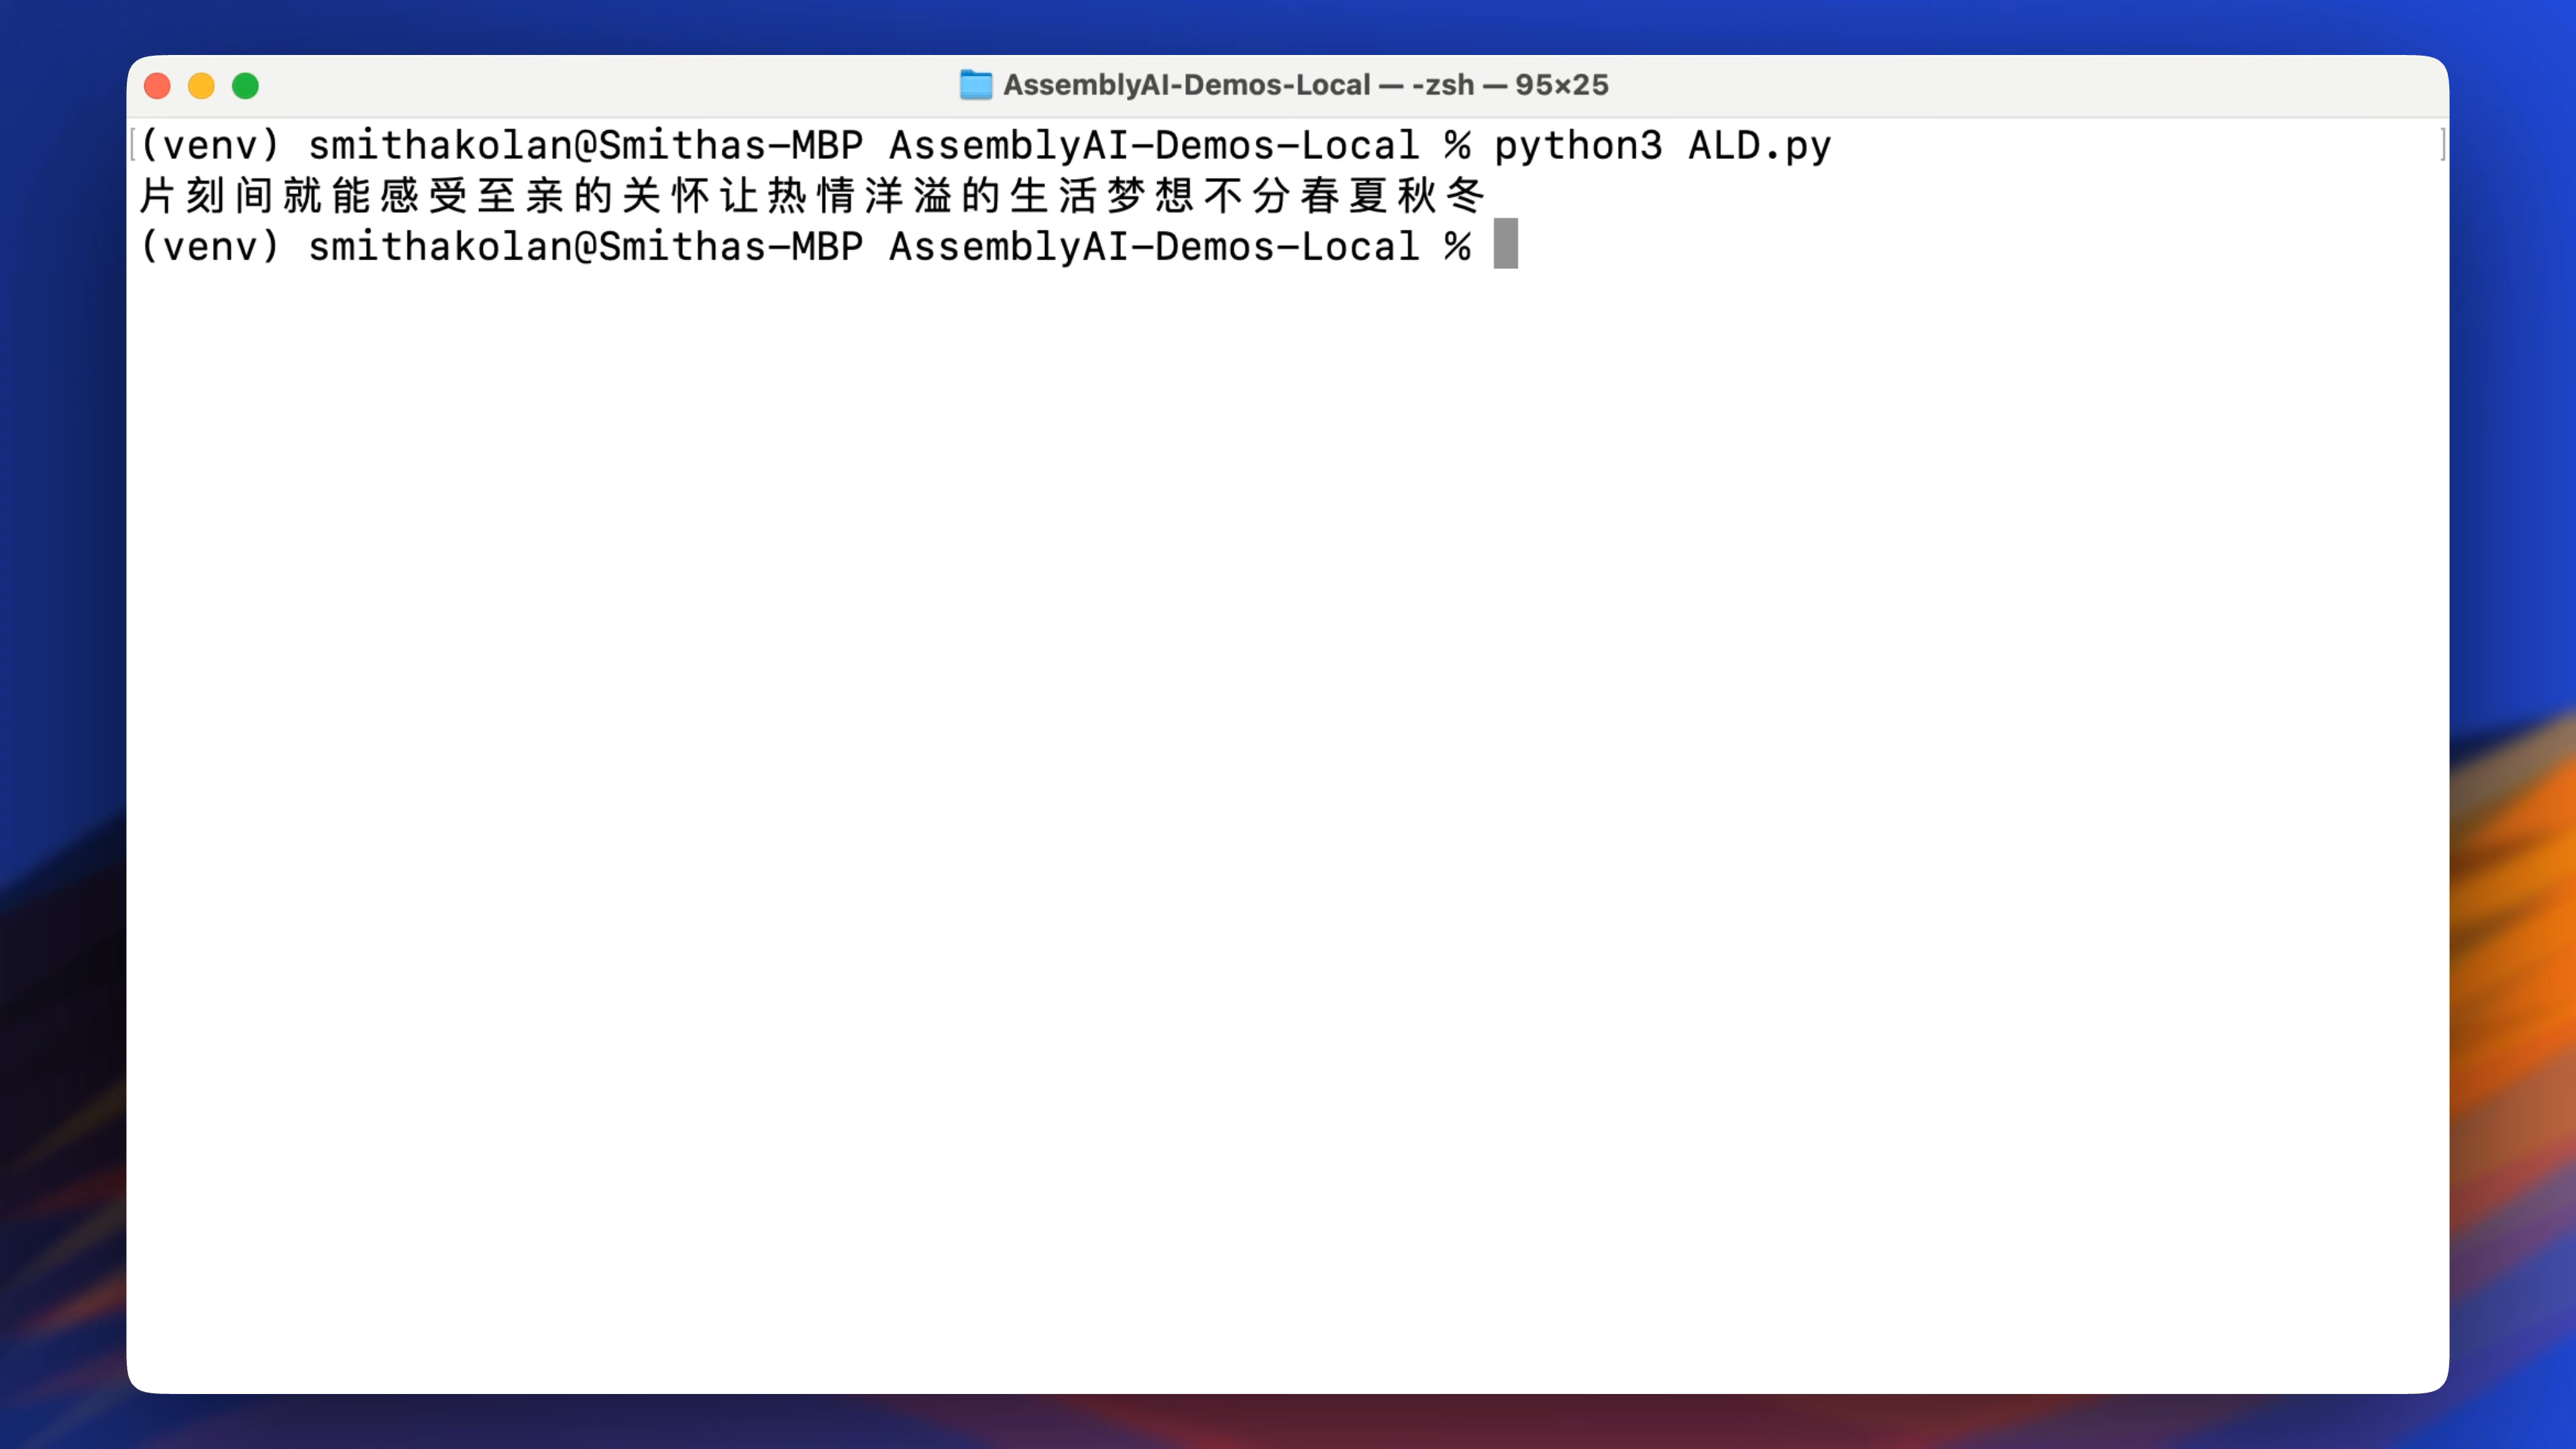 AssemblyAI-Demos-Local — -zsh — 95×25
[(venv) smithakolan@Smithas-MBP AssemblyAI-Demos-Local % python3 ALD.py ]
片刻间就能感受至亲的关怀让热情洋溢的生活梦想不分春夏秋冬
(venv) smithakolan@Smithas-MBP AssemblyAI-Demos-Local %